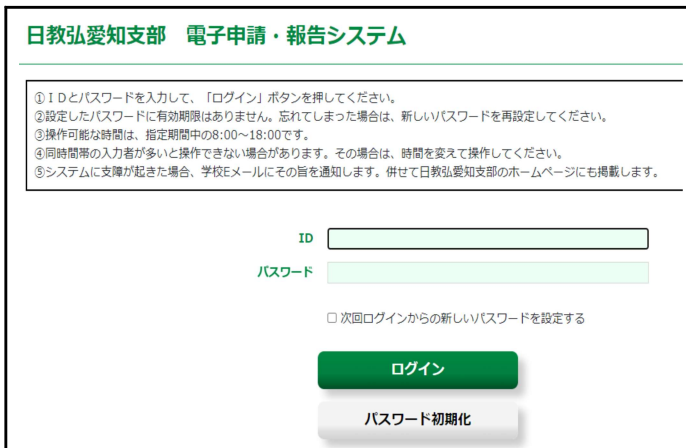 日教弘愛知支部　電子申請・報告システム
①ＩＤとパスワードを入力して、「ログイン」ボタンを押してください。
②設定したパスワードに有効期限はありません。忘れてしまった場合は、新しいパスワードを再設定してください。
③操作可能な時間は、指定期間中の8:00～18:00です。
④同時間帯の入力者が多いと操作できない場合があります。その場合は、時間を変えて操作してください。
⑤システムに支障が起きた場合、学校Eメールにその旨を通知します。併せて日教弘愛知支部のホームページにも掲載します。
ID
パスワード
次回ログインからの新しいパスワードを設定する
ログイン
パスワード初期化